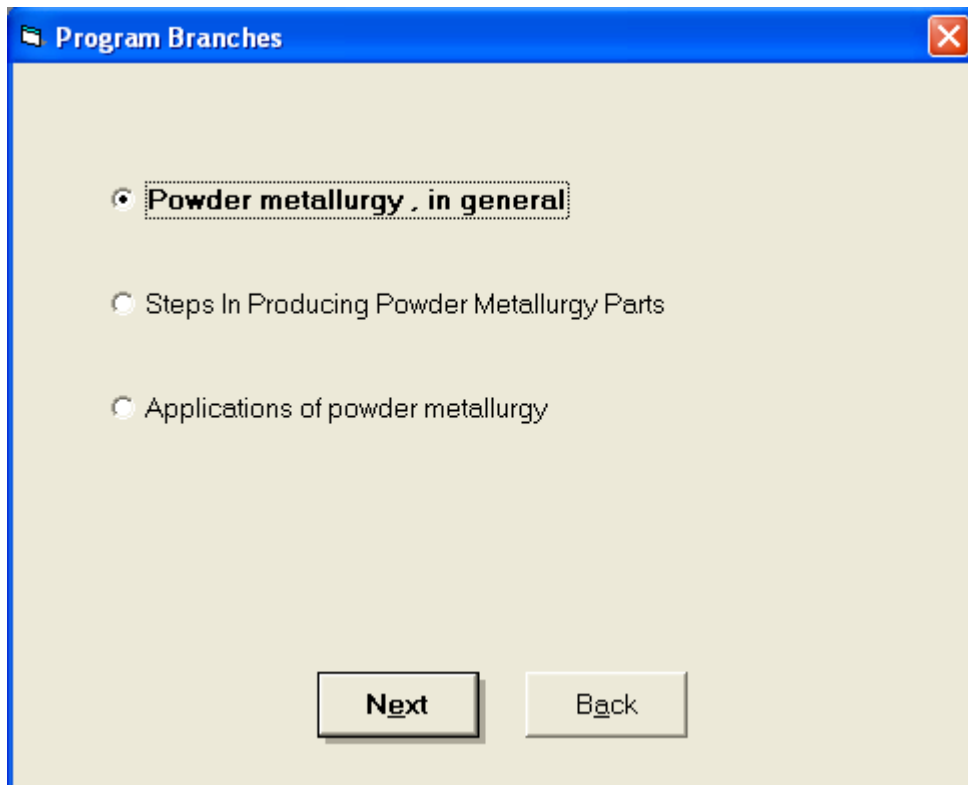 Program Branches
Powder metallurgy , in general
Steps In Producing Powder Metallurgy Parts
Applications of powder metallurgy
Next
Back